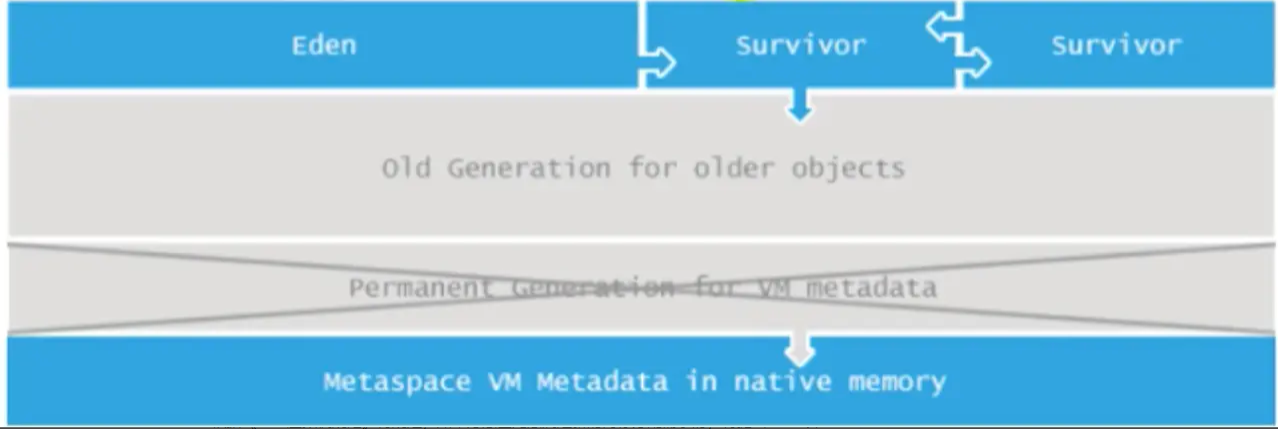 Eden
Survivor
Survivor
Old Generation for older objects
Permanent Generation for VM metadata
Metaspace VM Metadata in native memory